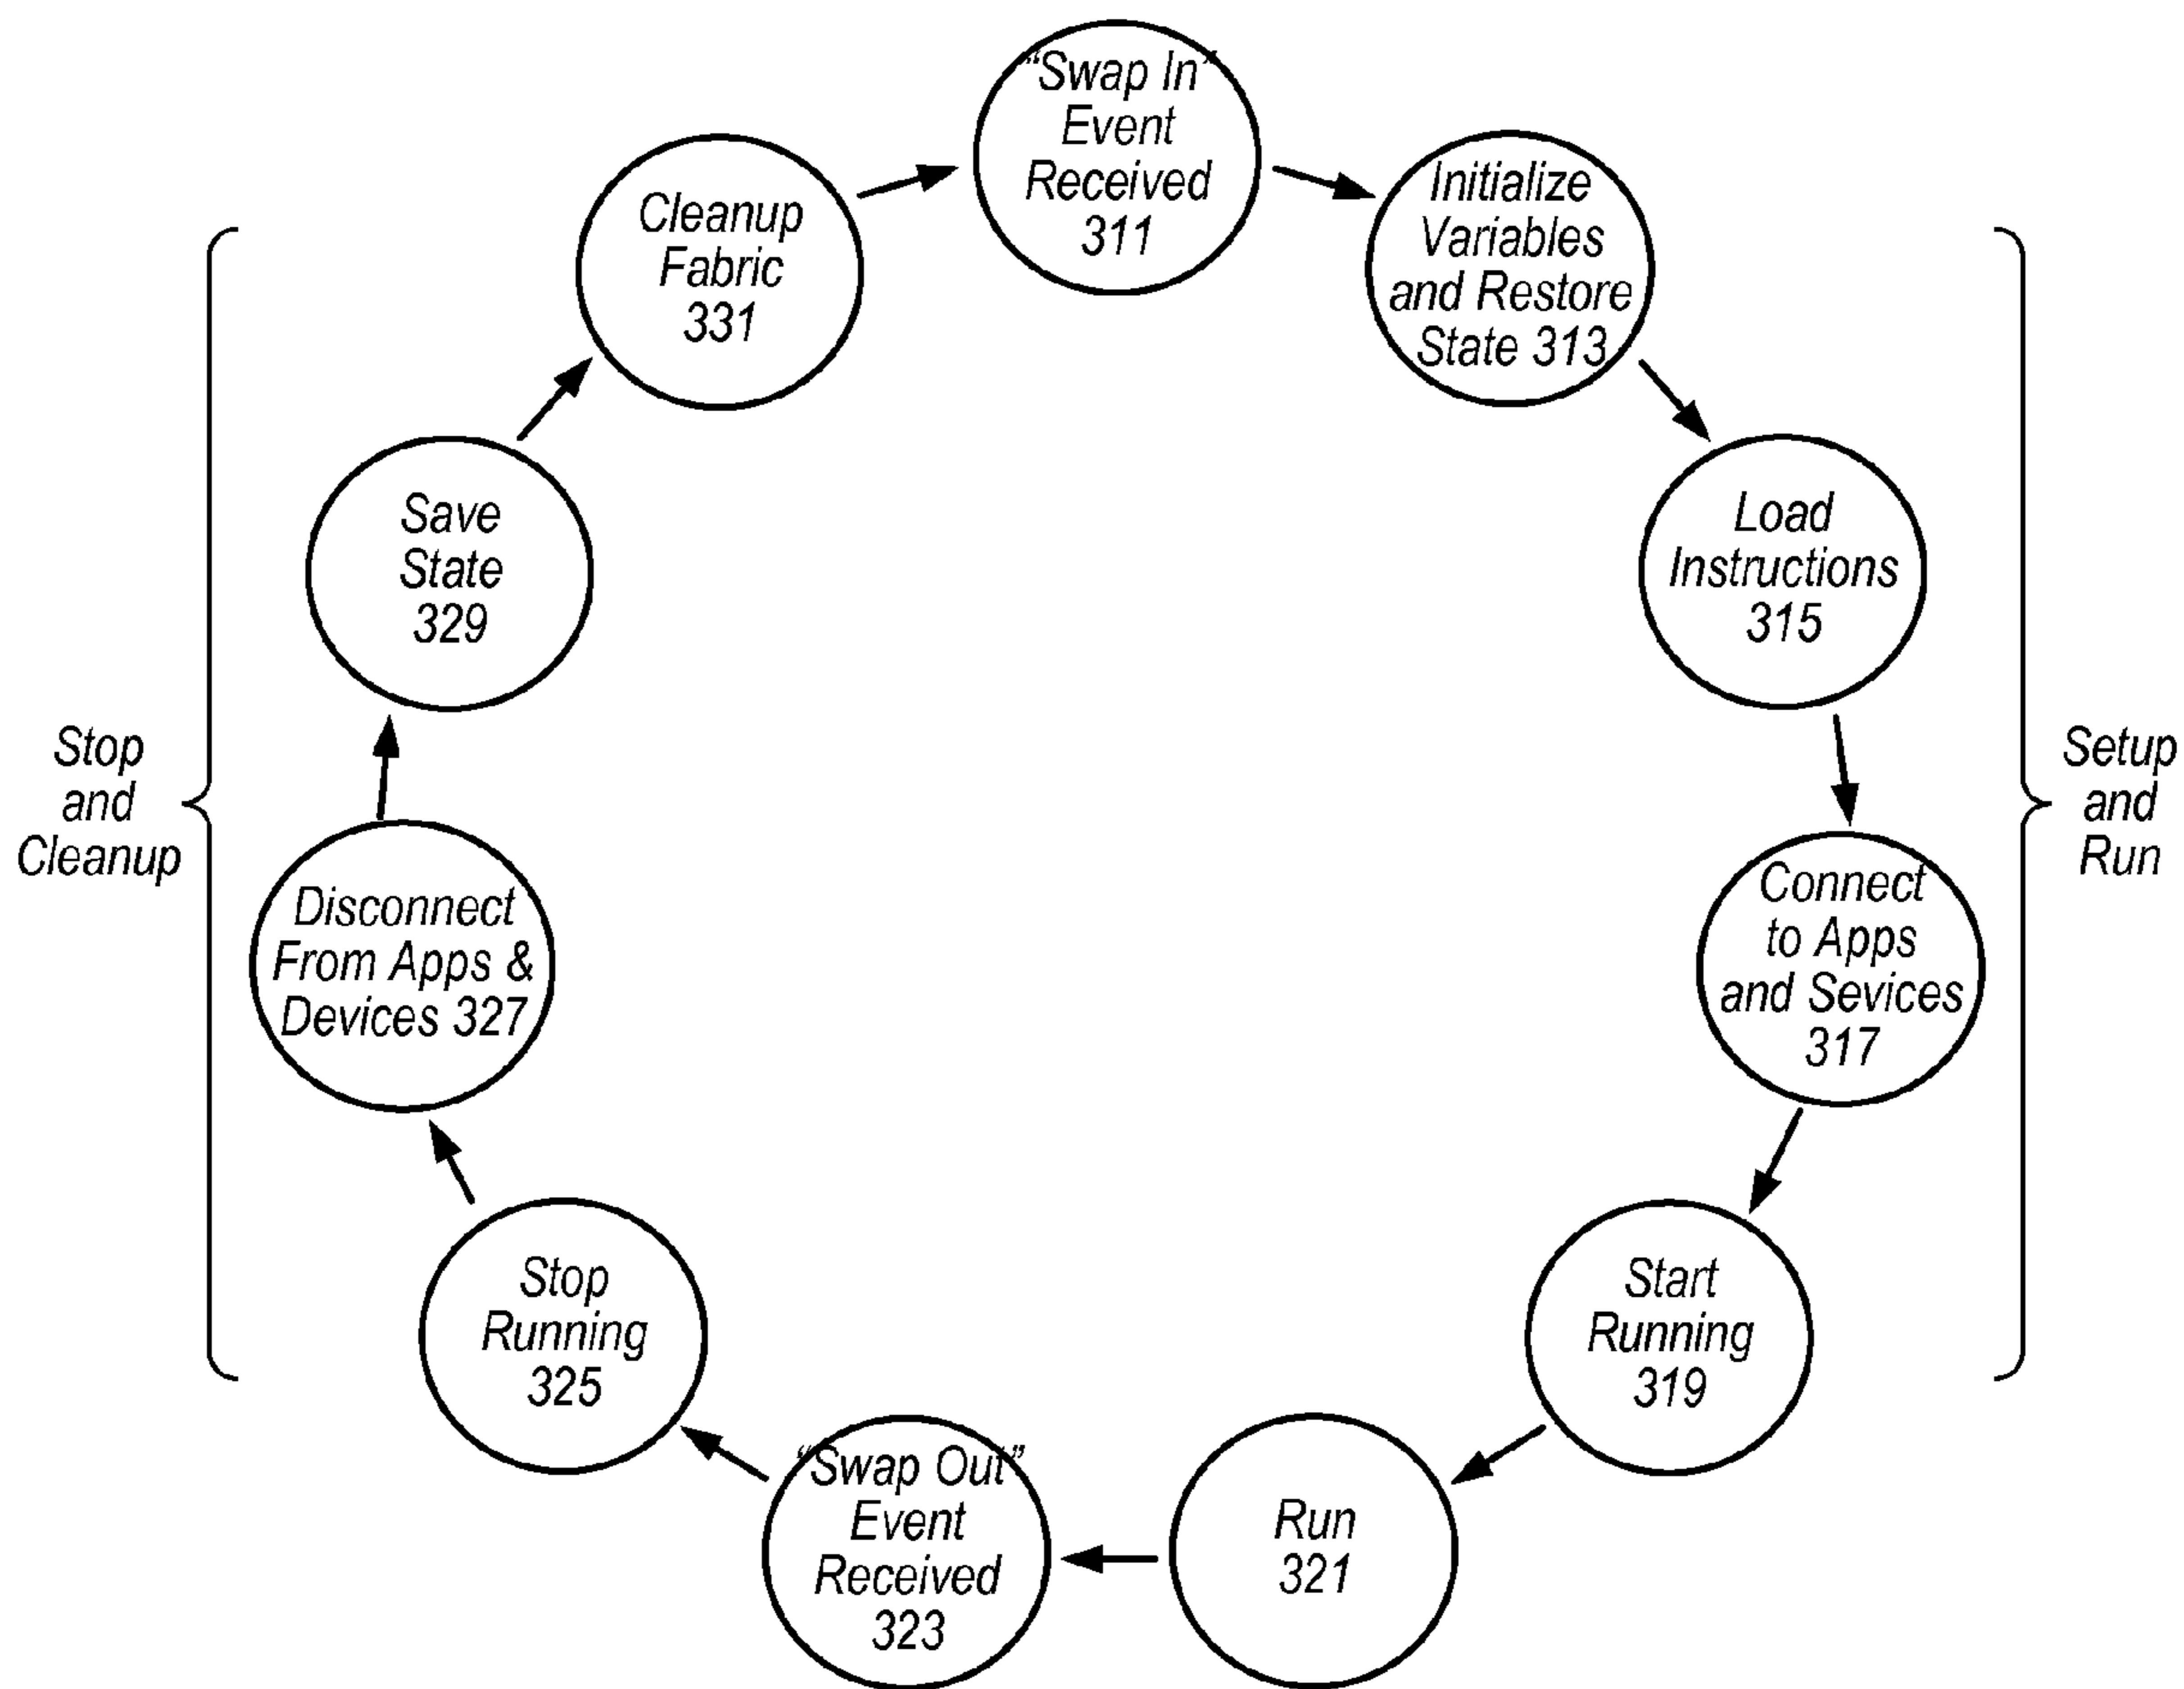 “Swap In”
Event
Received
311
Initialize
Variables
and Restore
State 313
Load
Instructions
315
Connect
to Apps
and Sevices
317
Start
Running
319
Run
321
“Swap Out”
Event
Received
323
Stop
Running
325
Disconnect
From Apps &
Devices 327
Save
State
329
Cleanup
Fabric
331
Stop
and
Cleanup
Setup
and
Run